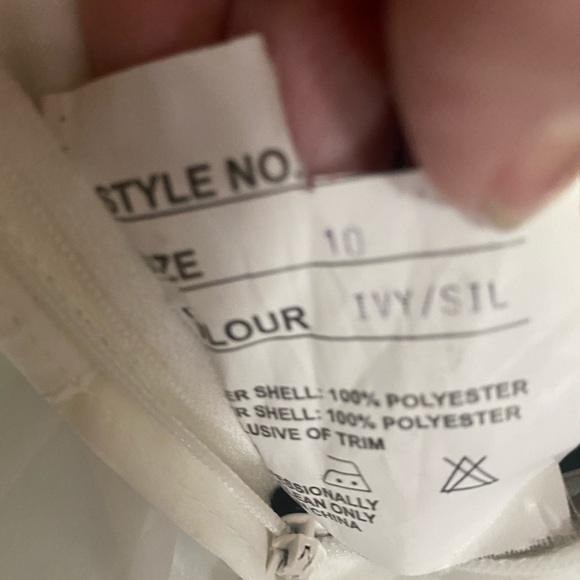 STYLE NO.
ZE 10
LOUR IVY/SIL
ER SHELL: 100% POLYESTER
R SHELL: 100% POLYESTER
LUSIVE OF TRIM
SSIONALLY
EAN ONLY
CHINA